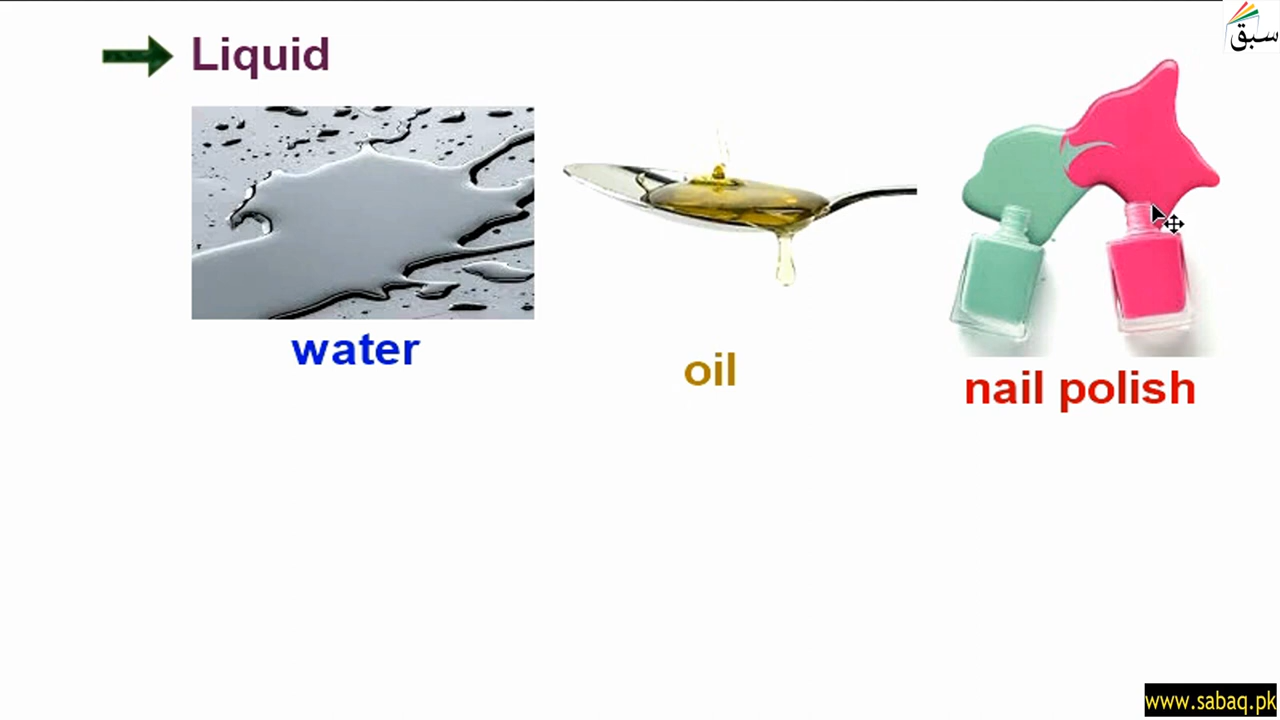 سبق
Liquid
water
oil
nail polish
www.sabaq.pk